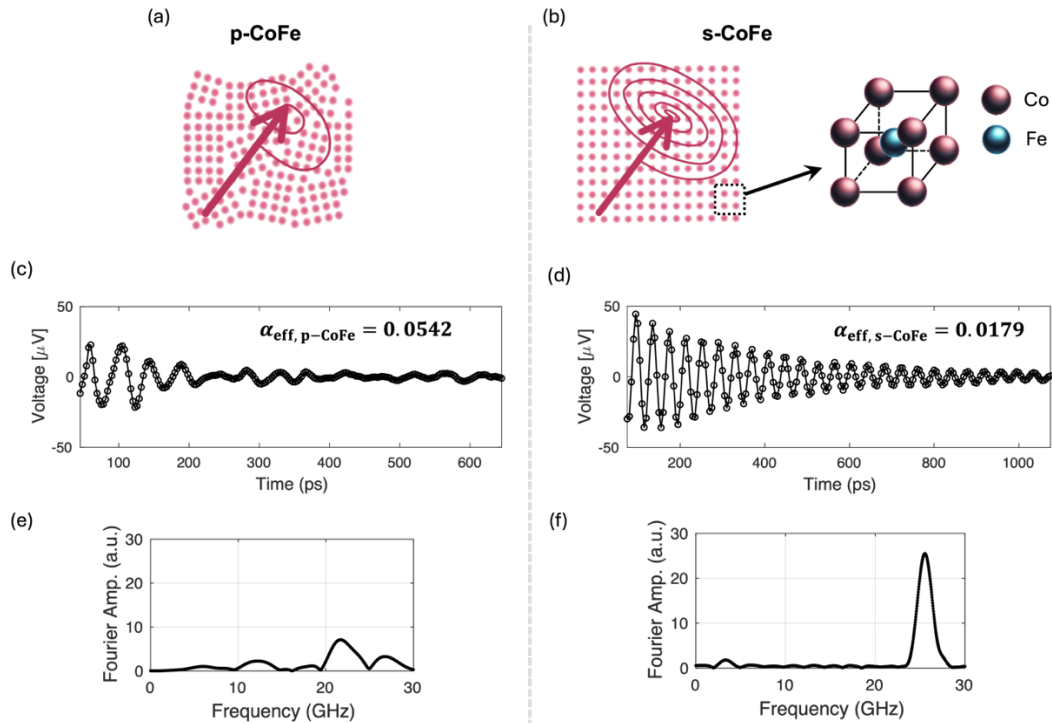 (a)
p-CoFe
(b)
s-CoFe
Co
Fe
(c)
50
0
-50
Voltage [μV]
α_eff, p−CoFe = 0.0542
100 200 300 400 500 600
Time (ps)
(d)
50
0
-50
Voltage [μV]
α_eff, s−CoFe = 0.0179
200 400 600 800 1000
Time (ps)
(e)
30
20
10
0
Fourier Amp. (a.u.)
0 10 20 30
Frequency (GHz)
(f)
30
20
10
0
Fourier Amp. (a.u.)
0 10 20 30
Frequency (GHz)